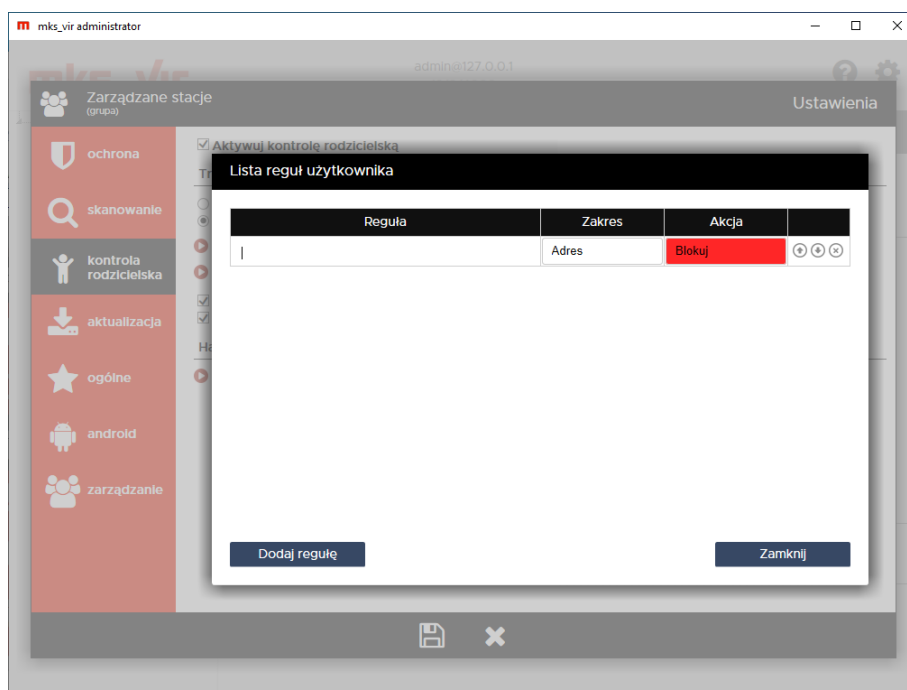 mks_vir administrator
admin@127.0.0.1
mks_vir
Zarządzane stacje
(grupa)
Ustawienia
ochrona
skanowanie
kontrola
rodzicielska
aktualizacja
ogólne
android
zarządzanie
Aktywuj kontrolę rodzicielską
Lista reguł użytkownika
Reguła Zakres Akcja
Adres Blokuj
Dodaj regułę Zamknij